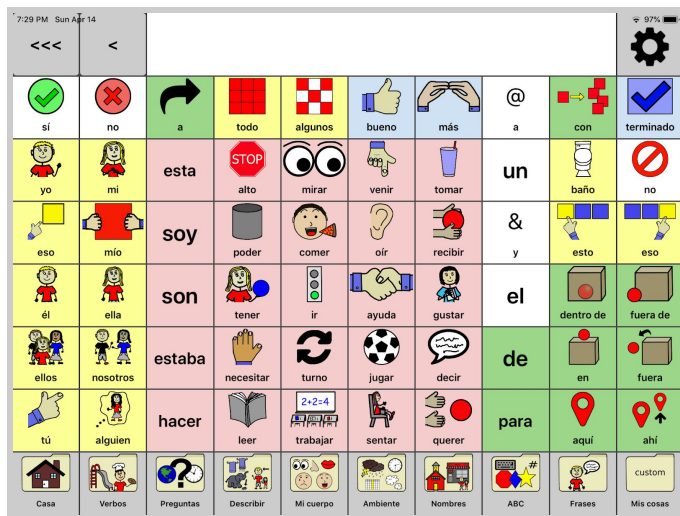 7:29 PM Sun Apr 14 97%
<<< <
sí no a todo algunos bueno más @ a con terminado
yo mi esta STOP alto mirar venir tomar un baño no
eso mío soy poder comer oír recibir & y esto eso
él ella son tener ir ayuda gustar el dentro de fuera de
ellos nosotros estaba necesitar turno jugar decir de en fuera
tú alguien hacer leer 2+2=4 trabajar sentar querer para aquí ahí
# custom
Casa Verbos Preguntas Describir Mi cuerpo Ambiente Nombres ABC Frases Mis cosas